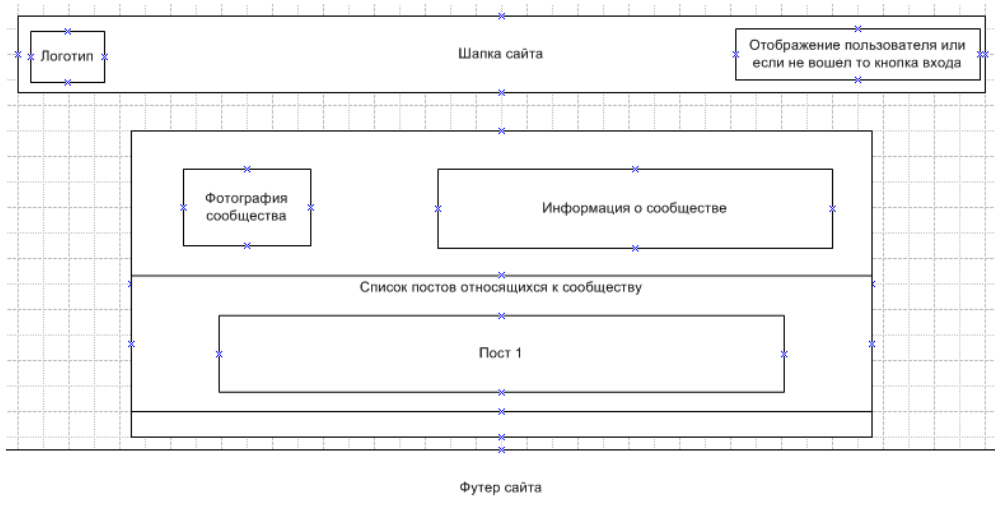 Логотип
Шапка сайта
Отображение пользователя или
если не вошел то кнопка входа
Фотография
сообщества
Информация о сообществе
Список постов относящихся к сообществу
Пост 1
Футер сайта